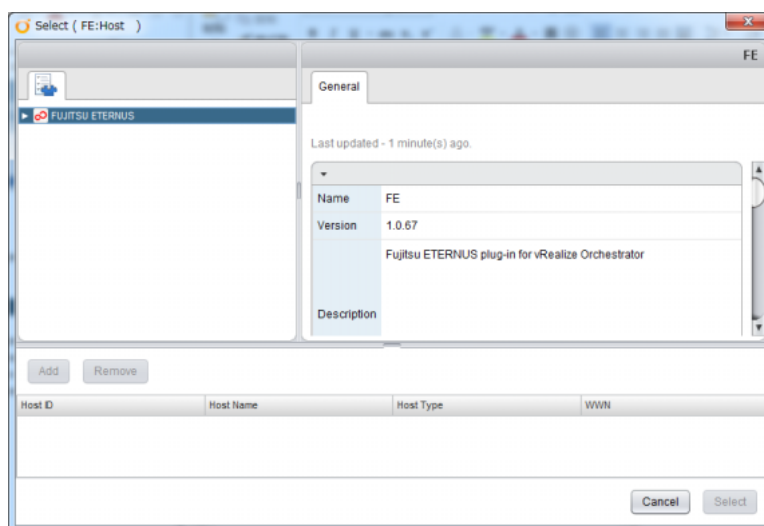 Select ( FE:Host )
FE
General
FUJITSU ETERNUS
Last updated - 1 minute(s) ago.
Name FE
Version 1.0.67
Description Fujitsu ETERNUS plug-in for vRealize Orchestrator
Add Remove
Host ID Host Name Host Type WWN
Cancel Select